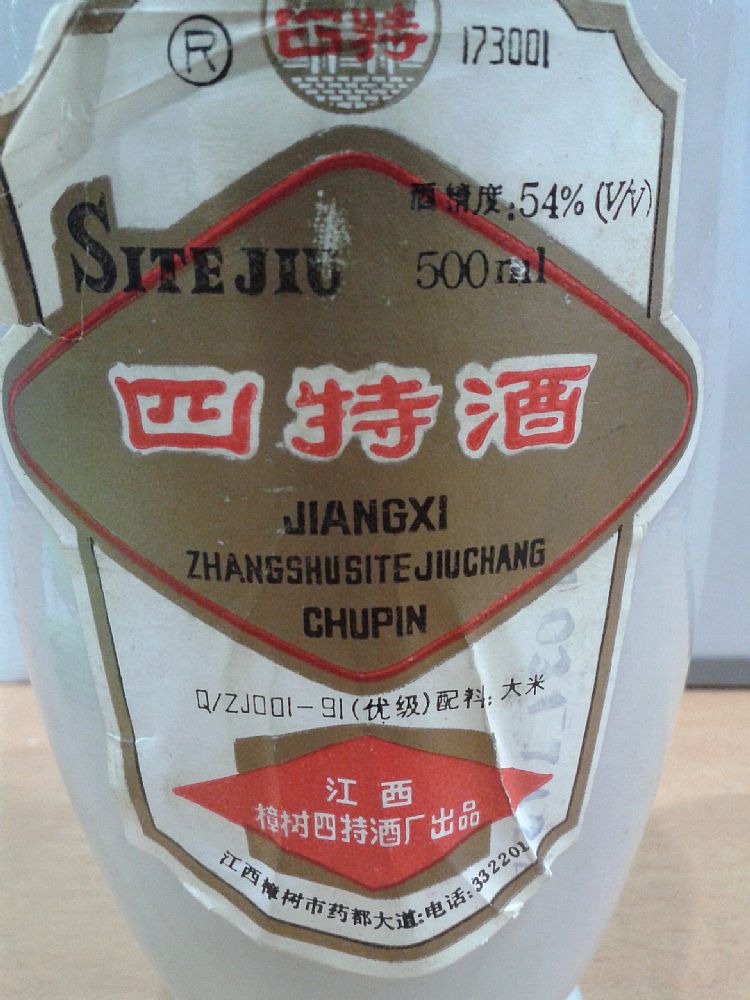 四特
R
173001
酒精度:54% (V/V)
SITEJIU
500ml
四特酒
JIANGXI
ZHANGSHUSITEJIUCHANG
CHUPIN
Q/ZJ001-91(优级)配料:大米
江西
樟树四特酒厂出品
江西樟树市药都大道:电话:332201